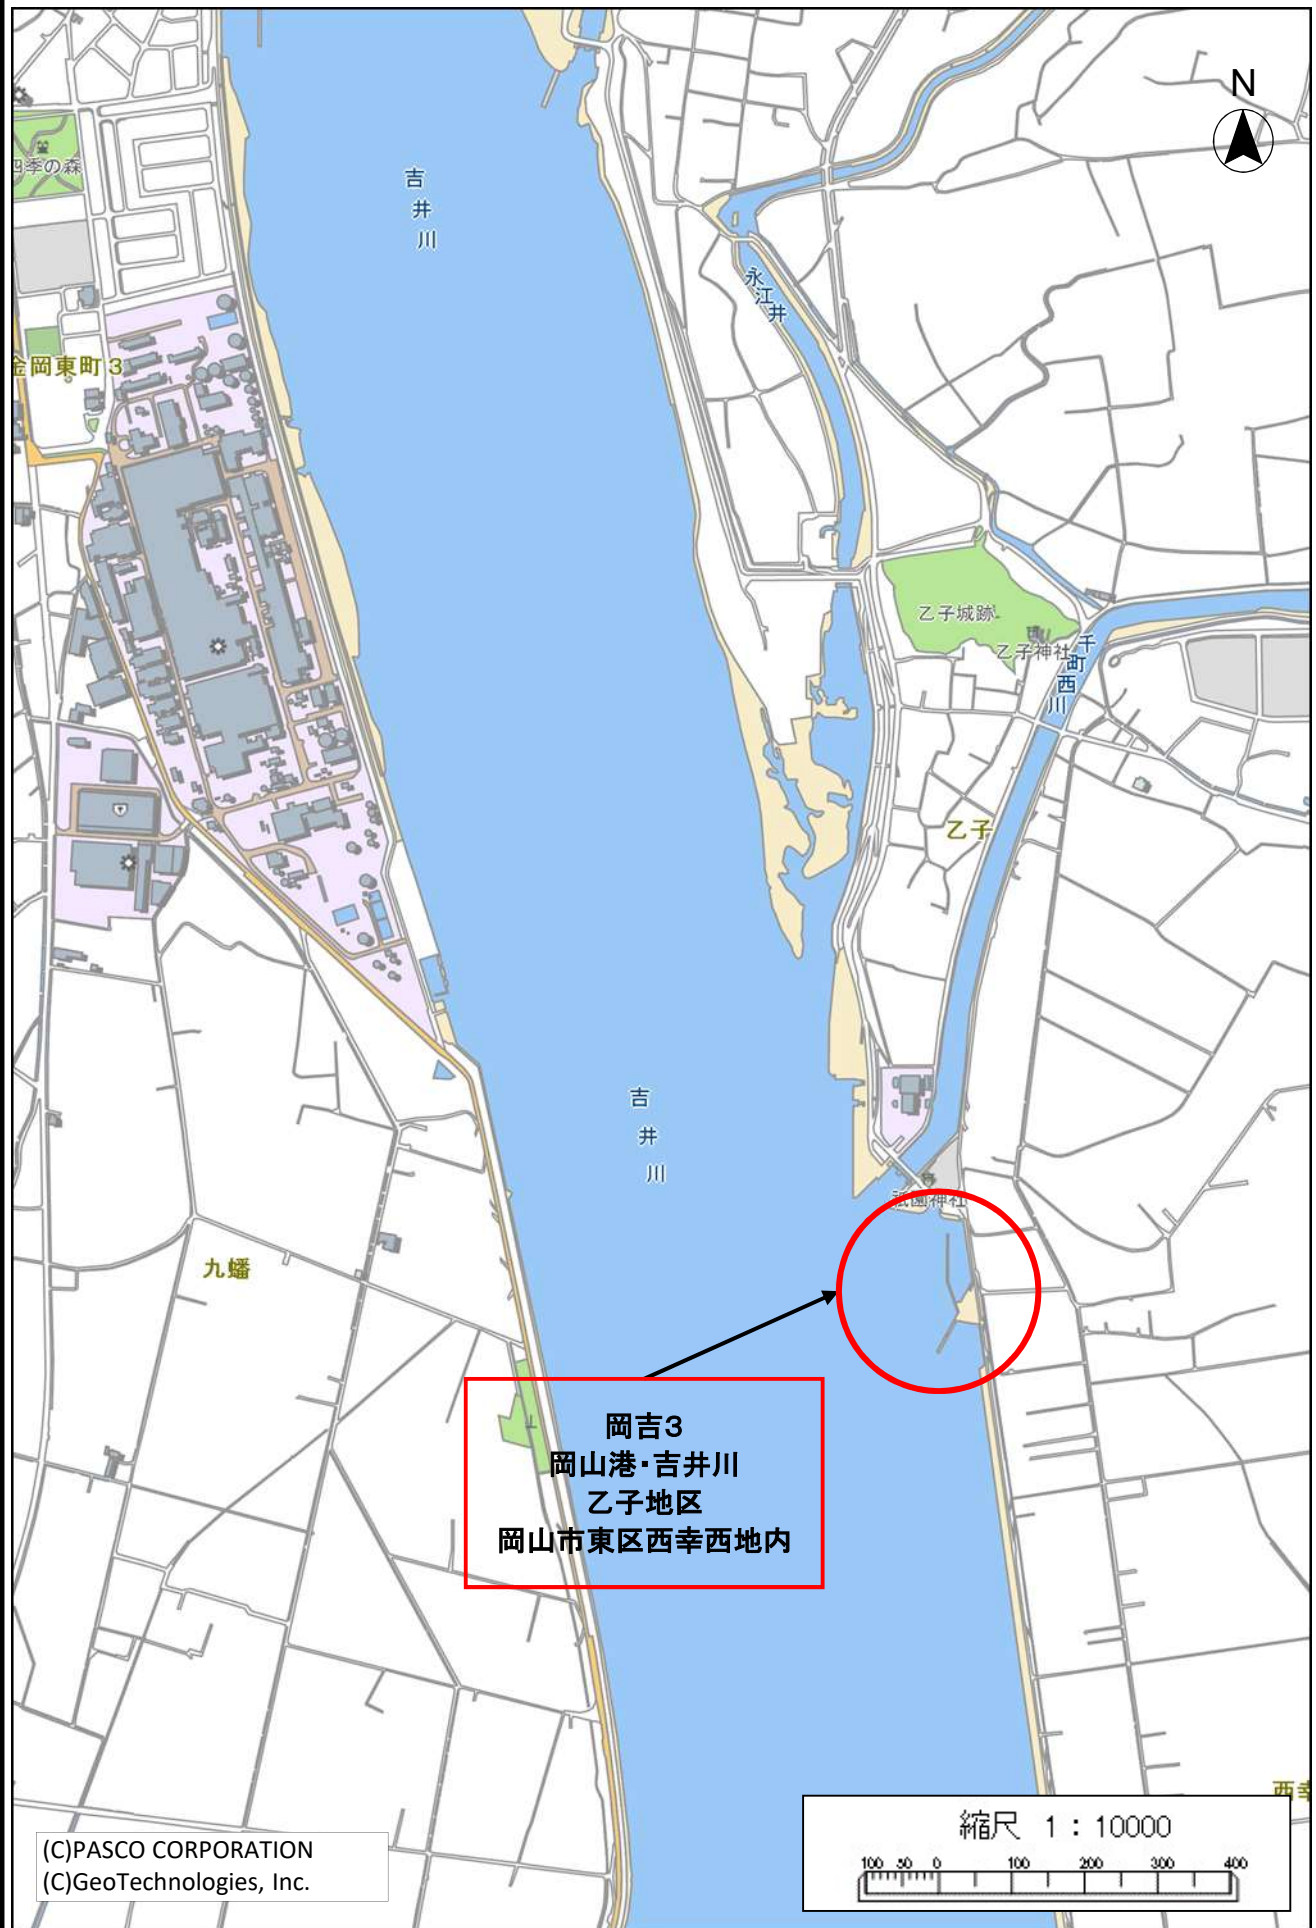 N
四季の森
吉井川
永江井
金岡東町3
乙子城跡
乙子神社
千町西川
乙子
吉井川
祇園神社
九蟠
岡吉3
岡山港・吉井川
乙子地区
岡山市東区西幸西地内
西幸
縮尺 1：10000
100 50 0 100 200 300 400
(C)PASCO CORPORATION
(C)GeoTechnologies, Inc.